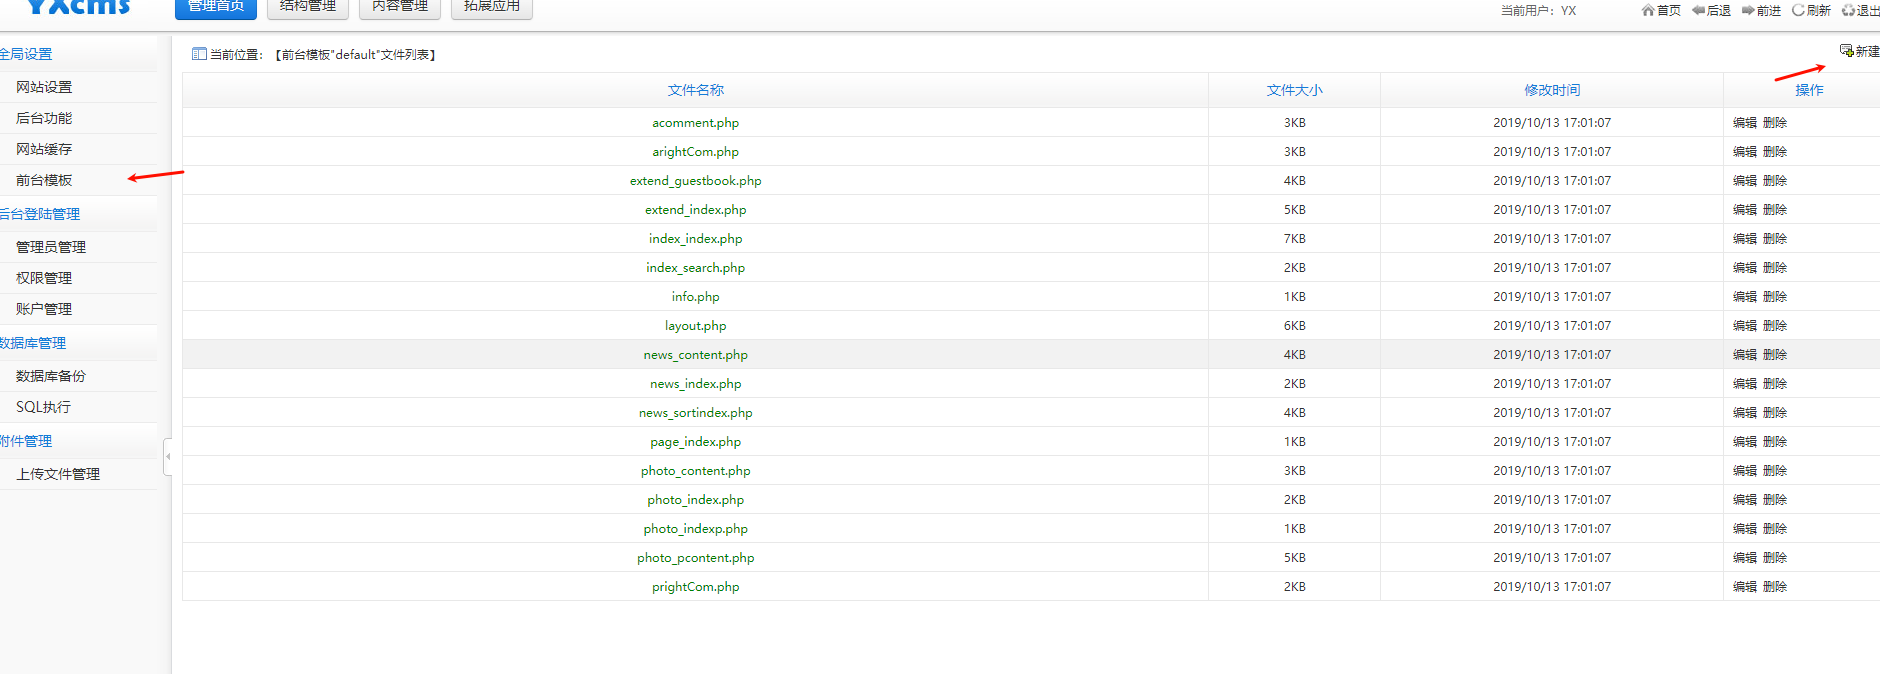 YXcms
管理首页 结构管理 内容管理 拓展应用
当前用户：YX 首页 后退 前进 刷新 退出
全局设置
网站设置
后台功能
网站缓存
前台模板
后台登陆管理
管理员管理
权限管理
账户管理
数据库管理
数据库备份
SQL执行
附件管理
上传文件管理
当前位置：【前台模板"default"文件列表】
新建
文件名称 文件大小 修改时间 操作
acomment.php 3KB 2019/10/13 17:01:07 编辑 删除
arightCom.php 3KB 2019/10/13 17:01:07 编辑 删除
extend_guestbook.php 4KB 2019/10/13 17:01:07 编辑 删除
extend_index.php 5KB 2019/10/13 17:01:07 编辑 删除
index_index.php 7KB 2019/10/13 17:01:07 编辑 删除
index_search.php 2KB 2019/10/13 17:01:07 编辑 删除
info.php 1KB 2019/10/13 17:01:07 编辑 删除
layout.php 6KB 2019/10/13 17:01:07 编辑 删除
news_content.php 4KB 2019/10/13 17:01:07 编辑 删除
news_index.php 2KB 2019/10/13 17:01:07 编辑 删除
news_sortindex.php 4KB 2019/10/13 17:01:07 编辑 删除
page_index.php 1KB 2019/10/13 17:01:07 编辑 删除
photo_content.php 3KB 2019/10/13 17:01:07 编辑 删除
photo_index.php 2KB 2019/10/13 17:01:07 编辑 删除
photo_indexp.php 1KB 2019/10/13 17:01:07 编辑 删除
photo_pcontent.php 5KB 2019/10/13 17:01:07 编辑 删除
prightCom.php 2KB 2019/10/13 17:01:07 编辑 删除